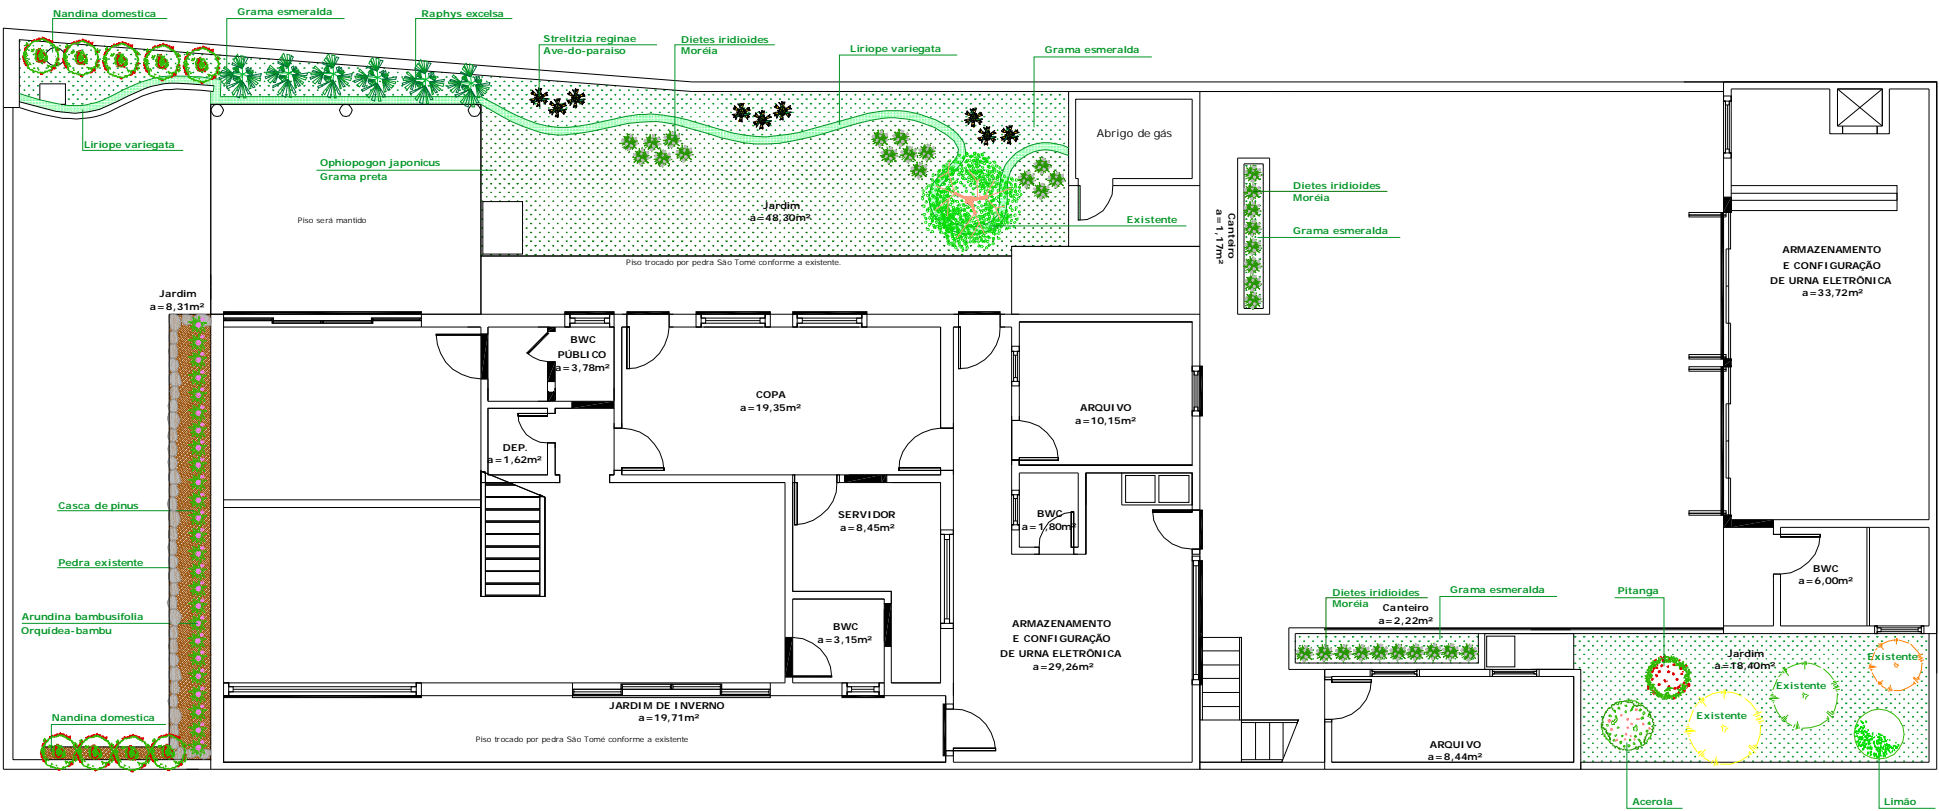 Nandina domestica
Grama esmeralda
Raphys excelsa
Strelitzia reginae
Ave-do-paraiso
Dietes iridioides
Moréia
Liriope variegata
Grama esmeralda
Liriope variegata
Ophiopogon japonicus
Grama preta
Piso será mantido
Jardim
a=48,30m²
Existente
Abrigo de gás
Piso trocado por pedra São Tomé conforme a existente.
Canteiro
a=1,17m²
Dietes iridioides
Moréia
Grama esmeralda
ARMAZENAMENTO
E CONFIGURAÇÃO
DE URNA ELETRÔNICA
a=33,72m²
Jardim
a=8,31m²
BWC
PÚBLICO
a=3,78m²
COPA
a=19,35m²
ARQUIVO
a=10,15m²
DEP.
a=1,62m²
Casca de pinus
SERVIDOR
a=8,45m²
BWC
a=1,80m²
Pedra existente
BWC
a=6,00m²
Arundina bambusifolia
Orquídea-bambu
BWC
a=3,15m²
ARMAZENAMENTO
E CONFIGURAÇÃO
DE URNA ELETRÔNICA
a=29,26m²
Dietes iridioides
Moréia
Grama esmeralda
Canteiro
a=2,22m²
Pitanga
Jardim
a=18,40m²
Existente
Existente
Existente
Nandina domestica
JARDIM DE INVERNO
a=19,71m²
Piso trocado por pedra São Tomé conforme a existente
ARQUIVO
a=8,44m²
Acerola
Limão